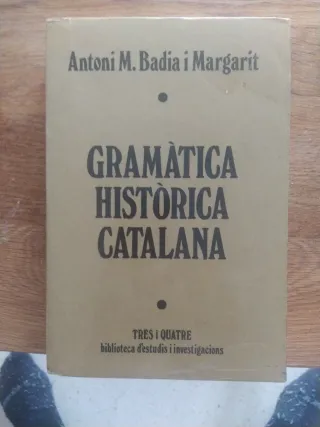 Antoni M. Badia i Margarit
GRAMÀTICA
HISTÒRICA
CATALANA
TRES i QUATRE
biblioteca d'estudis i investigacions